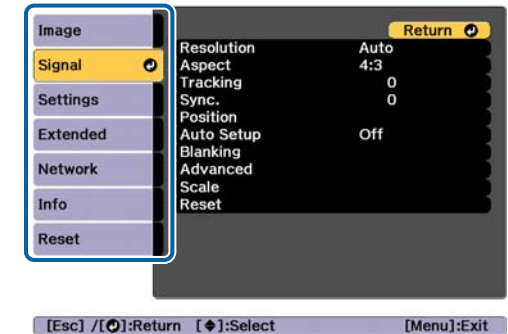 Image
Signal
Settings
Extended
Network
Info
Reset
Return
Resolution Auto
Aspect 4:3
Tracking 0
Sync. 0
Position
Auto Setup Off
Blanking
Advanced
Scale
Reset
[Esc] /[⏎]:Return [◆]:Select [Menu]:Exit